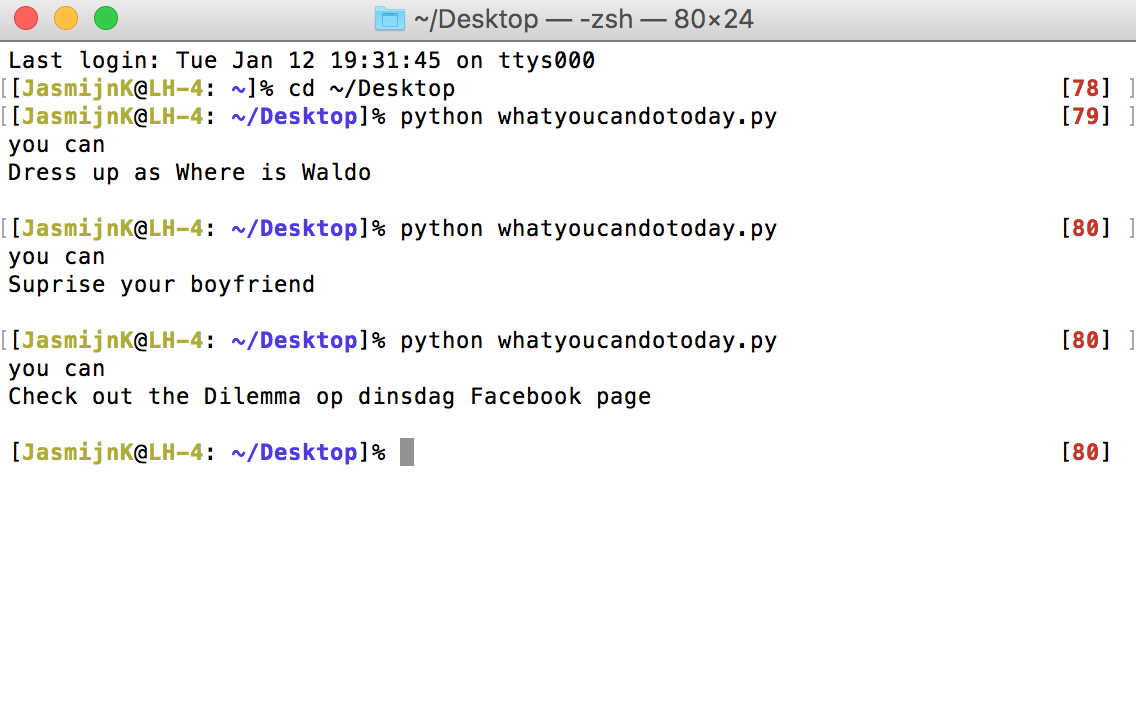 ~/Desktop — -zsh — 80×24
Last login: Tue Jan 12 19:31:45 on ttys000
[[JasmijnK@LH-4: ~]% cd ~/Desktop [78] ]
[[JasmijnK@LH-4: ~/Desktop]% python whatyoucandotoday.py [79] ]
you can
Dress up as Where is Waldo
[[JasmijnK@LH-4: ~/Desktop]% python whatyoucandotoday.py [80] ]
you can
Suprise your boyfriend
[[JasmijnK@LH-4: ~/Desktop]% python whatyoucandotoday.py [80] ]
you can
Check out the Dilemma op dinsdag Facebook page
[JasmijnK@LH-4: ~/Desktop]% [80]